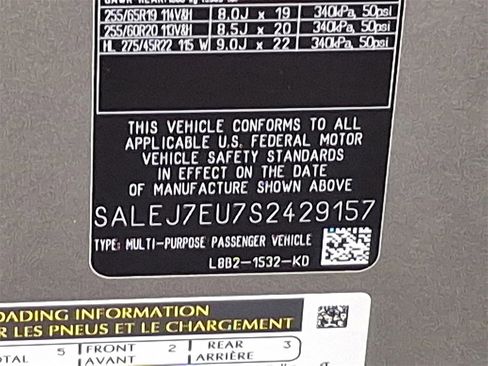 255/65R19 114V&H 8.0J x 19 340kPa, 50psi
255/60R20 113V&H 8.5J x 20 340kPa, 50psi
HL 275/45R22 115 W 9.0J x 22 340kPa, 50psi
THIS VEHICLE CONFORMS TO ALL
APPLICABLE U.S. FEDERAL MOTOR
VEHICLE SAFETY STANDARDS
IN EFFECT ON THE DATE
OF MANUFACTURE SHOWN ABOVE
SALEJ7EU7S2429157
TYPE: MULTI-PURPOSE PASSENGER VEHICLE
L8B2-1532-KD
OADING INFORMATION
R LES PNEUS ET LE CHARGEMENT
OTAL 5 FRONT 2 REAR 3
AVANT ARRIÈRE